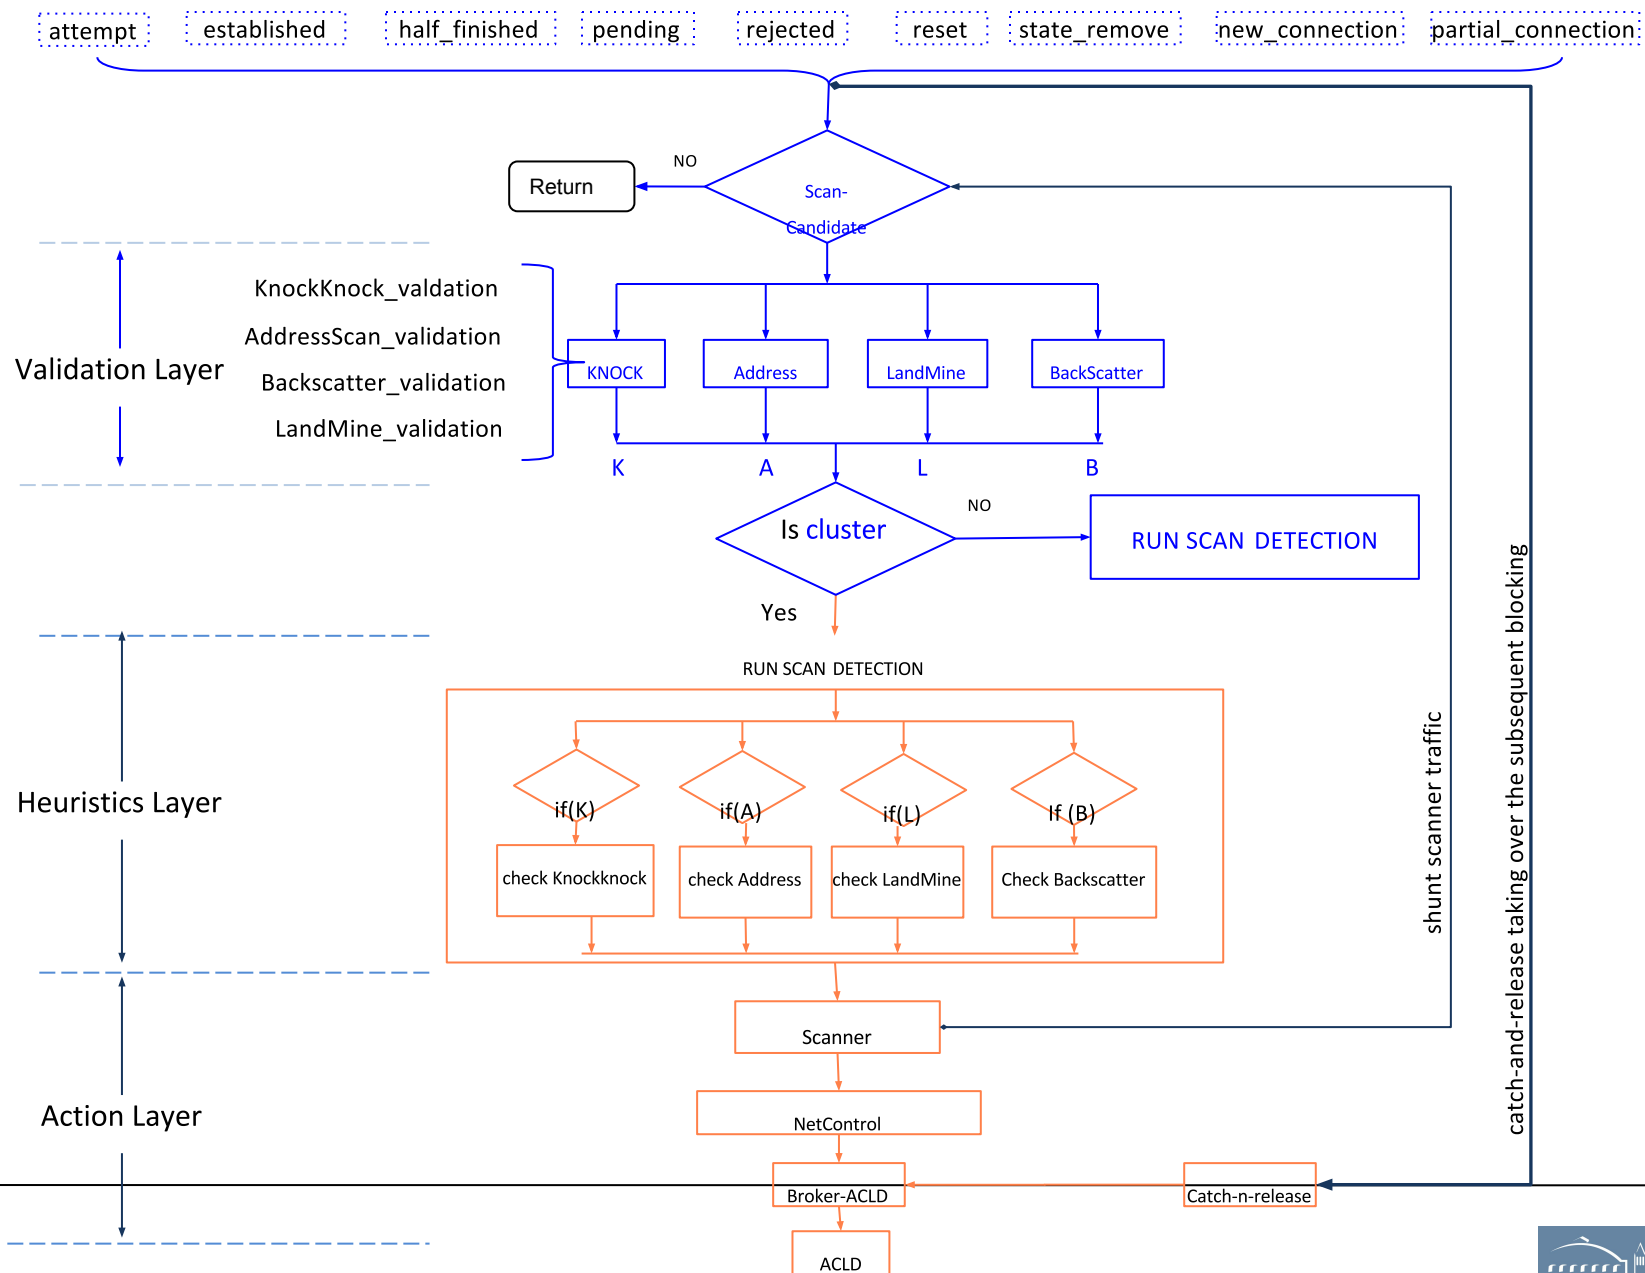 attempt established half_finished pending rejected reset state_remove new_connection partial_connection
NO
Return
Scan-
Candidate
KnockKnock_valdation
AddressScan_validation
Validation Layer
Backscatter_validation
LandMine_validation
KNOCK Address LandMine BackScatter
K A L B
Is cluster
NO
RUN SCAN DETECTION
Yes
RUN SCAN DETECTION
Heuristics Layer
if(K) if(A) if(L) If (B)
check Knockknock check Address check LandMine Check Backscatter
shunt scanner traffic
catch-and-release taking over the subsequent blocking
Scanner
Action Layer
NetControl
Broker-ACLD
Catch-n-release
ACLD